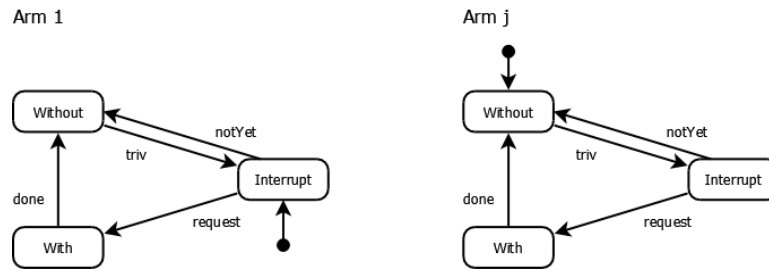 Arm 1
Arm j
Without
notYet
triv
Interrupt
done
request
With
Without
notYet
triv
Interrupt
done
request
With